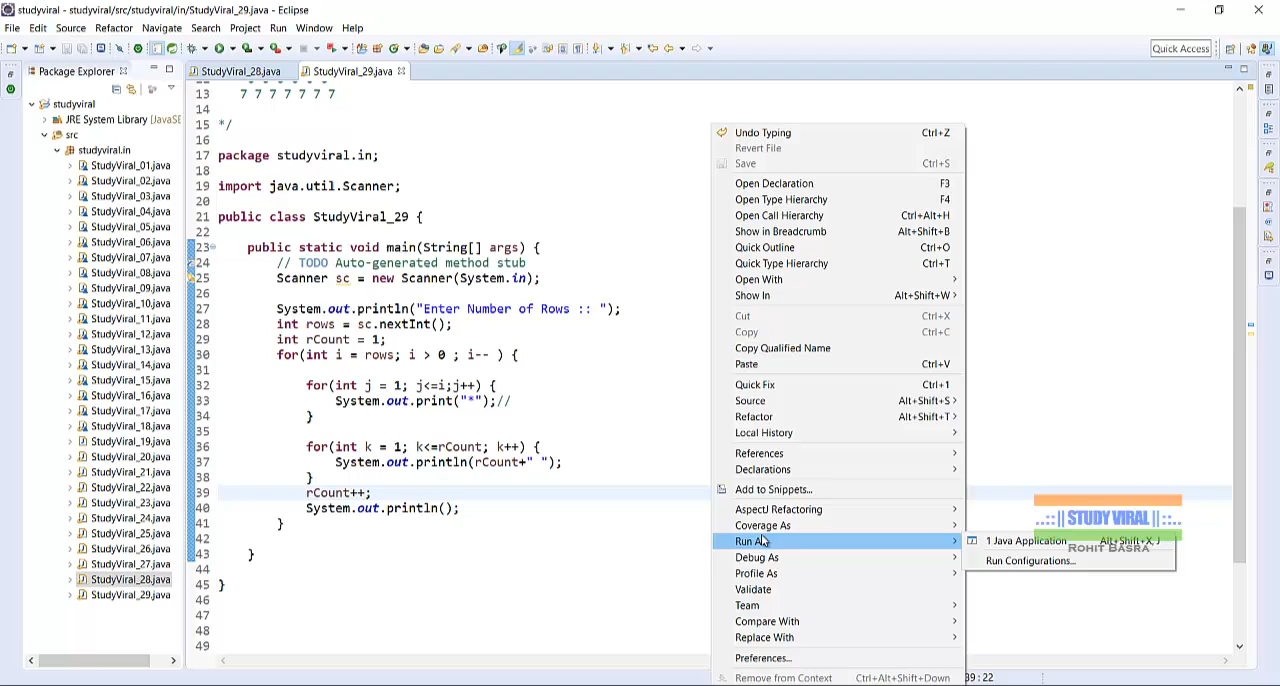 studyviral - studyviral/src/studyviral/in/StudyViral_29.java - Eclipse
File Edit Source Refactor Navigate Search Project Run Window Help
Quick Access
Package Explorer
StudyViral_28.java
StudyViral_29.java
studyviral
JRE System Library [JavaSE
src
studyviral.in
StudyViral_01.java
StudyViral_02.java
StudyViral_03.java
StudyViral_04.java
StudyViral_05.java
StudyViral_06.java
StudyViral_07.java
StudyViral_08.java
StudyViral_09.java
StudyViral_10.java
StudyViral_11.java
StudyViral_12.java
StudyViral_13.java
StudyViral_14.java
StudyViral_15.java
StudyViral_16.java
StudyViral_17.java
StudyViral_18.java
StudyViral_19.java
StudyViral_20.java
StudyViral_21.java
StudyViral_22.java
StudyViral_23.java
StudyViral_24.java
StudyViral_25.java
StudyViral_26.java
StudyViral_27.java
StudyViral_28.java
StudyViral_29.java
13 7 7 7 7 7 7 7
14
15 */
16
17 package studyviral.in;
18
19 import java.util.Scanner;
20
21 public class StudyViral_29 {
22
23 public static void main(String[] args) {
24 // TODO Auto-generated method stub
25 Scanner sc = new Scanner(System.in);
26
27 System.out.println("Enter Number of Rows :: ");
28 int rows = sc.nextInt();
29 int rCount = 1;
30 for(int i = rows; i > 0 ; i-- ) {
31
32 for(int j = 1; j<=i;j++) {
33 System.out.print("*");//
34 }
35
36 for(int k = 1; k<=rCount; k++) {
37 System.out.println(rCount+" ");
38 }
39 rCount++;
40 System.out.println();
41 }
42
43 }
44
45 }
46
47
48
49
Undo Typing Ctrl+Z
Revert File
Save Ctrl+S
Open Declaration F3
Open Type Hierarchy F4
Open Call Hierarchy Ctrl+Alt+H
Show in Breadcrumb Alt+Shift+B
Quick Outline Ctrl+O
Quick Type Hierarchy Ctrl+T
Open With
Show In Alt+Shift+W
Cut Ctrl+X
Copy Ctrl+C
Copy Qualified Name
Paste Ctrl+V
Quick Fix Ctrl+1
Source Alt+Shift+S
Refactor Alt+Shift+T
Local History
References
Declarations
Add to Snippets...
AspectJ Refactoring
Coverage As
Run As
Debug As
Profile As
Validate
Team
Compare With
Replace With
Preferences...
Remove from Context Ctrl+Alt+Shift+Down
1 Java Application Alt+Shift+X, J
Run Configurations...
.::|| STUDY VIRAL ||::.
ROHIT BASRA
39:22